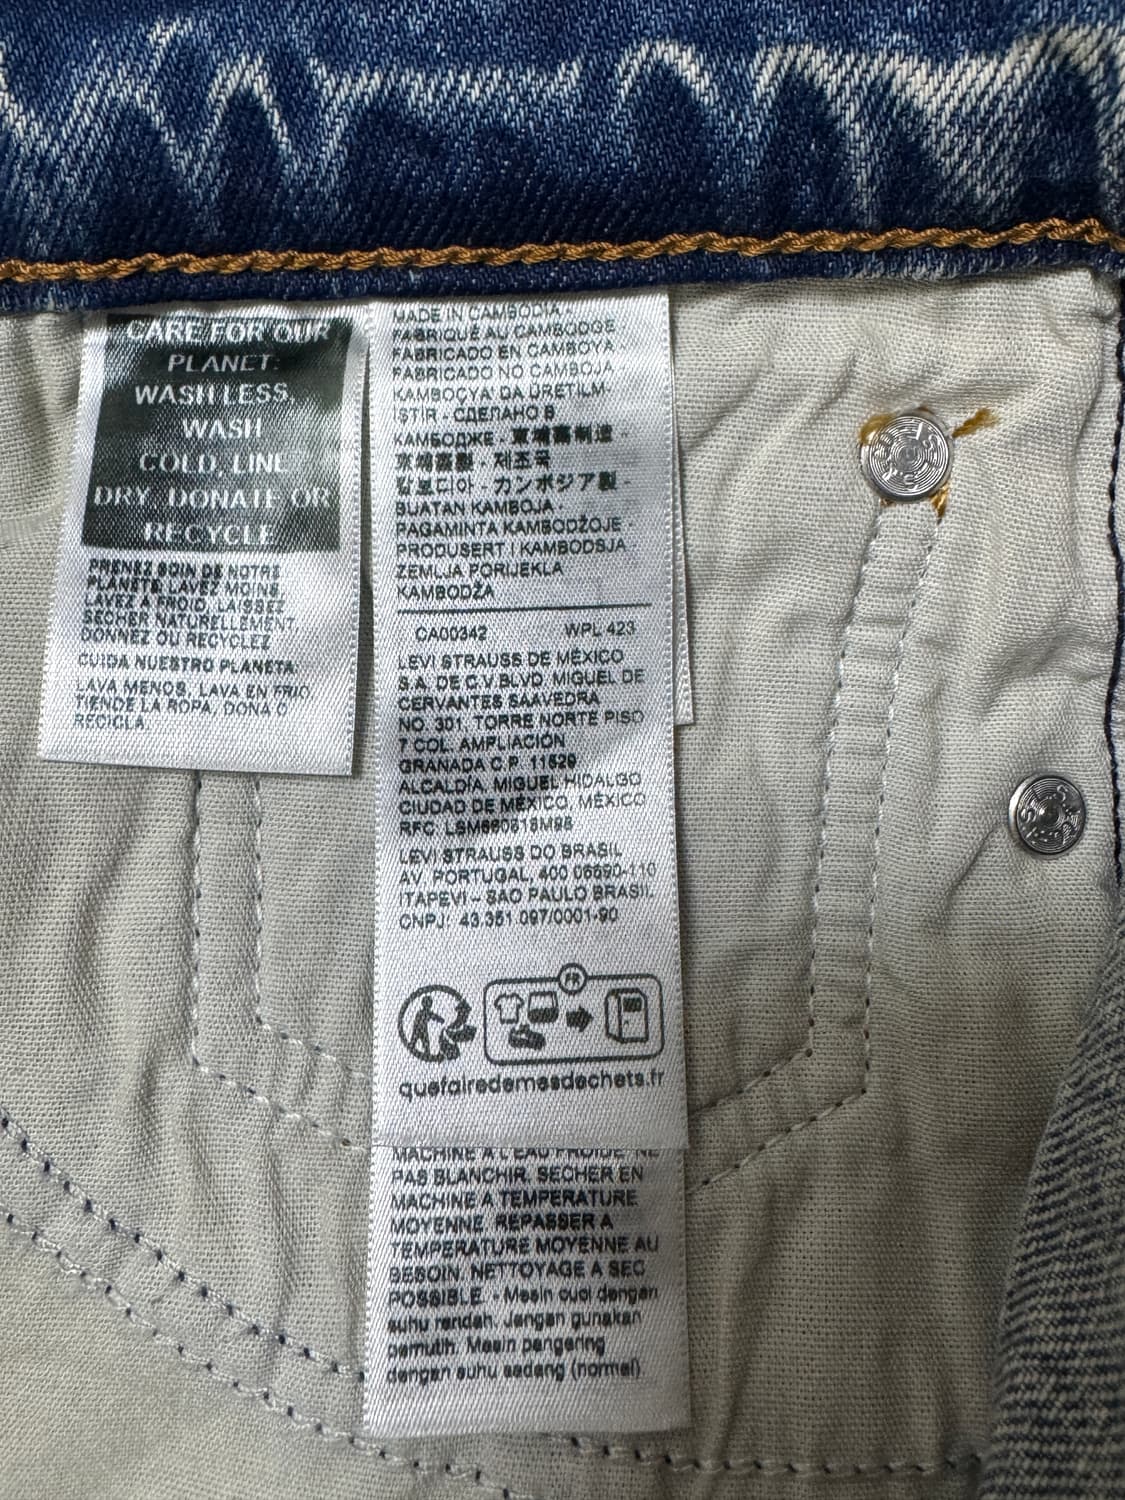 CARE FOR OUR
PLANET:
WASH LESS,
WASH
COLD, LINE
DRY, DONATE OR
RECYCLE
PRENEZ SOIN DE NOTRE
PLANÈTE, LAVEZ MOINS,
LAVEZ À FROID, LAISSEZ
SÉCHER NATURELLEMENT
DONNEZ OU RECYCLEZ
CUIDA NUESTRO PLANETA:
LAVA MENOS, LAVA EN FRIO
TIENDE LA ROPA, DONA O
RECICLA.
MADE IN CAMBODIA -
FABRIQUÉ AU CAMBODGE -
FABRICADO EN CAMBOYA -
FABRICADO NO CAMBOJA -
KAMBOÇYA' DA ÜRETİLM-
İŞTİR - СДЕЛАНО В
КАМБОДЖЕ - 柬埔寨制造 -
柬埔寨製 - 제조국
캄보디아 - カンボジア製 -
BUATAN KAMBOJA -
PAGAMINTA KAMBODŽOJE -
PRODUSERT I KAMBODSJA
ZEMLJA PORIJEKLA
KAMBODŽA
CA00342 WPL 423
LEVI STRAUSS DE MÉXICO
S.A. DE C.V.BLVD. MIGUEL DE
CERVANTES SAAVEDRA
NO. 301, TORRE NORTE PISO
7 COL. AMPLIACIÓN
GRANADA C.P. 11529
ALCALDÍA, MIGUEL HIDALGO
CIUDAD DE MÉXICO, MÉXICO
RFC. LSM
LEVI STRAUSS DO BRASIL
AV. PORTUGAL, 400 06690-110
ITAPEVI – SAO PAULO BRASIL
CNPJ: 43.351.097/0001-90
FR
quefairedemesdechets.fr
MACHINE A L'EAU FROIDE. NE
PAS BLANCHIR. SECHER EN
MACHINE A TEMPERATURE
MOYENNE. REPASSER A
TEMPERATURE MOYENNE AU
BESOIN. NETTOYAGE A SEC
POSSIBLE. - Mesin cuci dengan
suhu rendah. Jangan gunakan
pemutih. Mesin pengering
dengan suhu sedang (normal)